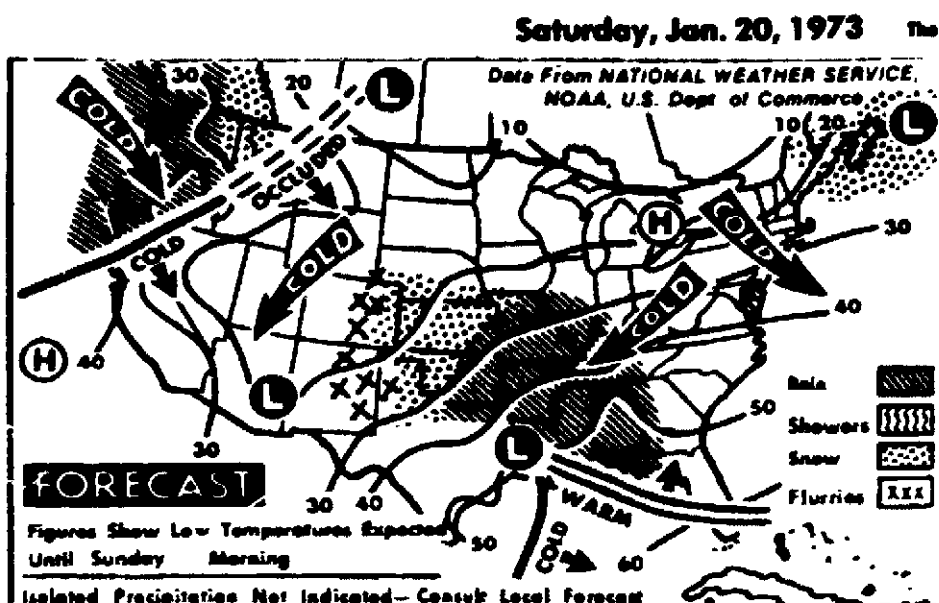 Saturday, Jan. 20, 1973 The
Data From NATIONAL WEATHER SERVICE,
NOAA, U.S. Dept of Commerce
L
30
20
10
10
20
L
COLD
OCCLUDED
COLD
COLD
H
COLD
30
COLD
40
H
40
L
30
L
50
30
40
50
WARM
COLD
60
Rain
Showers
Snow
Flurries XXX
FORECAST
Figures Show Low Temperatures Expected
Until Sunday Morning
Isolated Precipitation Not Indicated— Consult Local Forecast